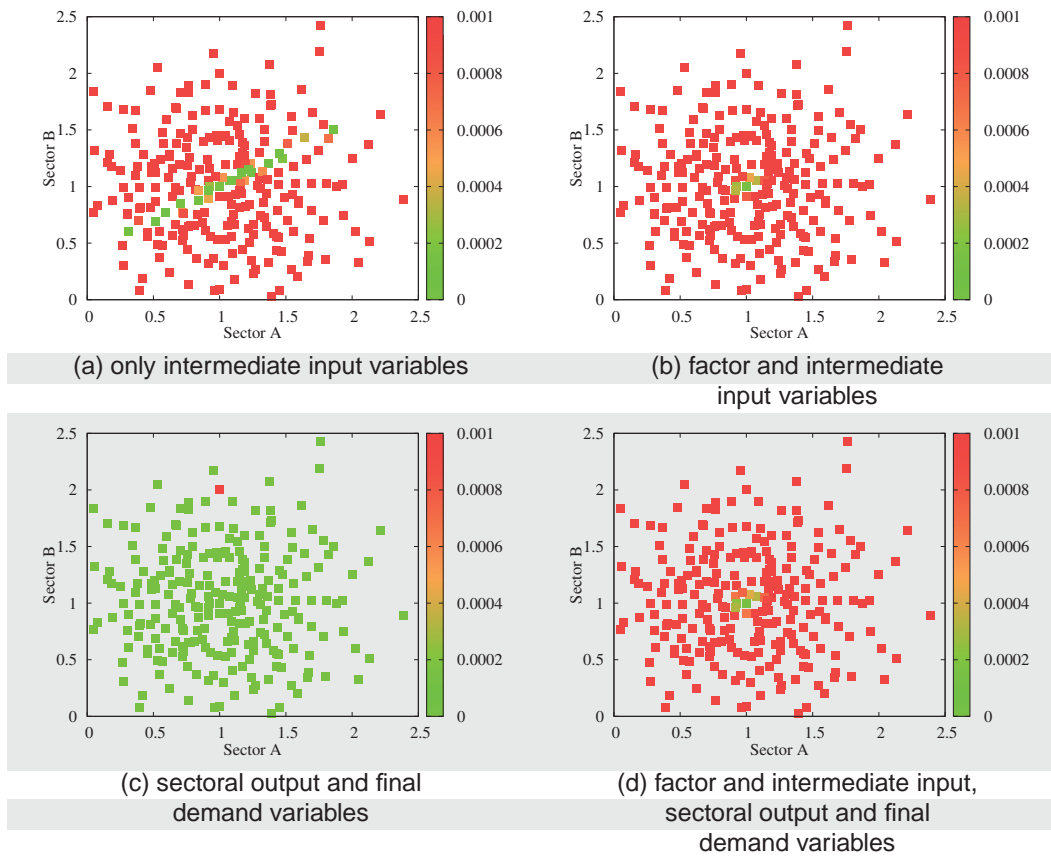 2.5
2
1.5
1
0.5
0
Sector B
0 0.5 1 1.5 2 2.5
Sector A
0.001
0.0008
0.0006
0.0004
0.0002
0
(a) only intermediate input variables
2.5
2
1.5
1
0.5
0
Sector B
0 0.5 1 1.5 2 2.5
Sector A
0.001
0.0008
0.0006
0.0004
0.0002
0
(b) factor and intermediate
input variables
2.5
2
1.5
1
0.5
0
Sector B
0 0.5 1 1.5 2 2.5
Sector A
0.001
0.0008
0.0006
0.0004
0.0002
0
(c) sectoral output and final
demand variables
2.5
2
1.5
1
0.5
0
Sector B
0 0.5 1 1.5 2 2.5
Sector A
0.001
0.0008
0.0006
0.0004
0.0002
0
(d) factor and intermediate input,
sectoral output and final
demand variables